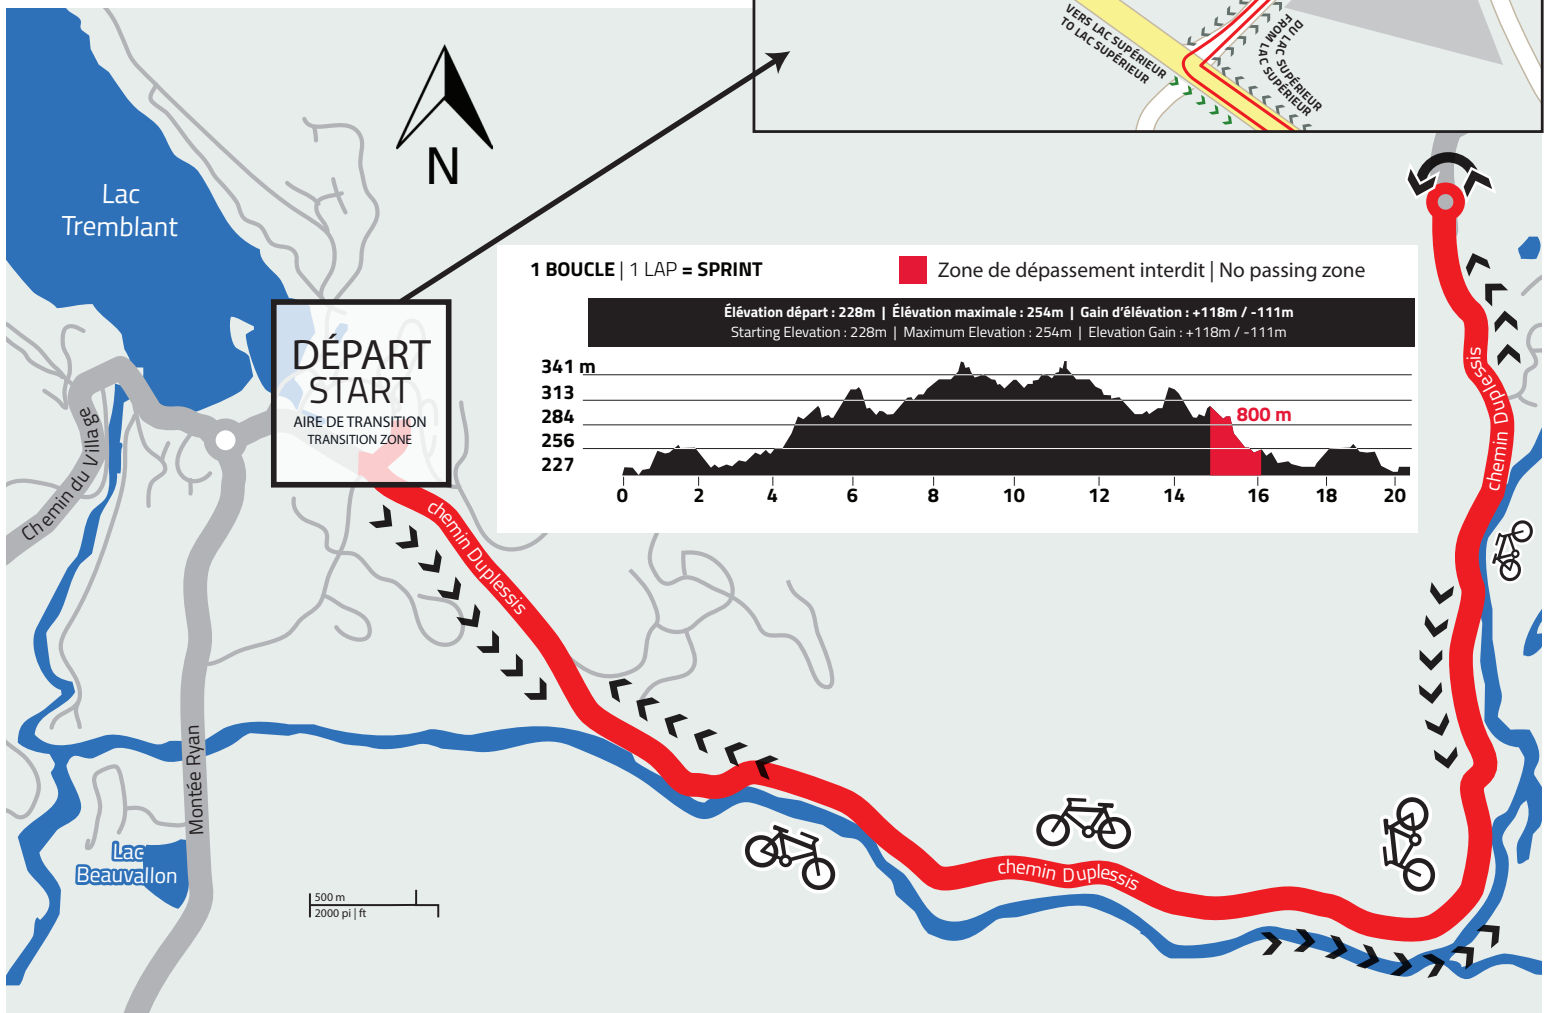 VERS LAC SUPÉRIEUR
TO LAC SUPÉRIEUR
DU LAC SUPÉRIEUR
FROM LAC SUPÉRIEUR
N
Lac
Tremblant
1 BOUCLE | 1 LAP = SPRINT
Zone de dépassement interdit | No passing zone
Élévation départ : 228m | Élévation maximale : 254m | Gain d'élévation : +118m / -111m
Starting Elevation : 228m | Maximum Elevation : 254m | Elevation Gain : +118m / -111m
341 m
313
284
256
227
800 m
0 2 4 6 8 10 12 14 16 18 20
DÉPART
START
AIRE DE TRANSITION
TRANSITION ZONE
Chemin du Village
chemin Duplessis
chemin Duplessis
chemin Duplessis
Montée Ryan
Lac
Beauvallon
500 m
2000 pi | ft